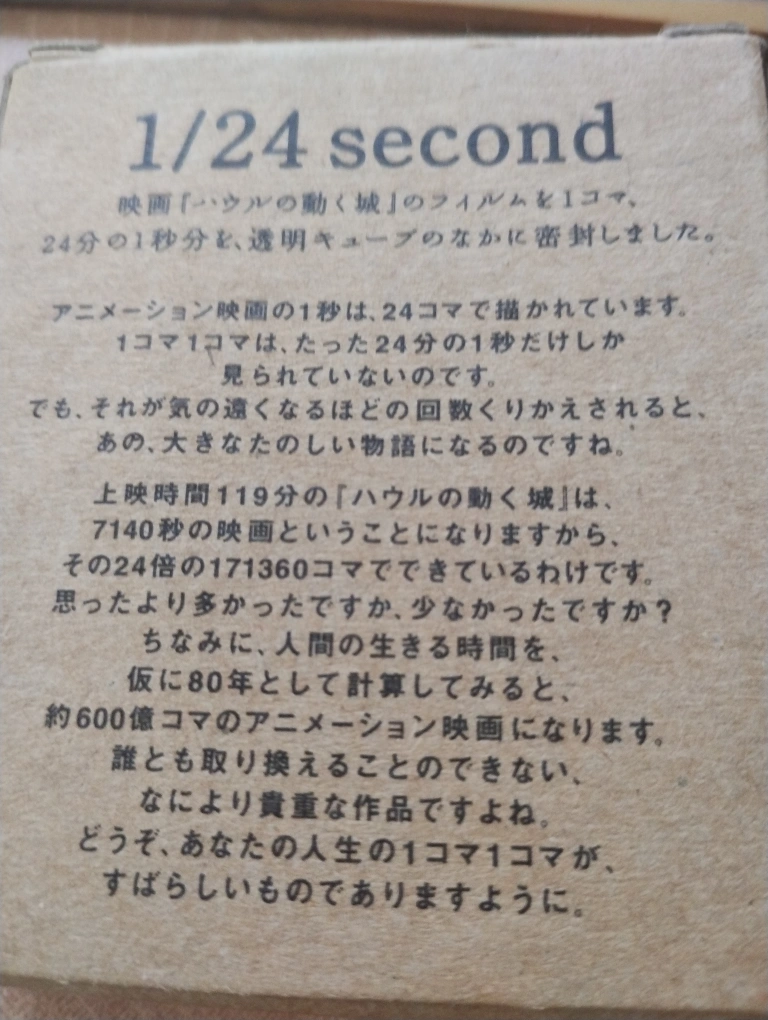 1/24 second
映画『ハウルの動く城』のフィルムを1コマ、
24分の1秒分を、透明キューブのなかに密封しました。
アニメーション映画の1秒は、24コマで描かれています。
1コマ1コマは、たった24分の1秒だけしか
見られていないのです。
でも、それが気の遠くなるほどの回数くりかえされると、
あの、大きなたのしい物語になるのですね。
上映時間119分の『ハウルの動く城』は、
7140秒の映画ということになりますから、
その24倍の171360コマでできているわけです。
思ったより多かったですか、少なかったですか？
ちなみに、人間の生きる時間を、
仮に80年として計算してみると、
約600億コマのアニメーション映画になります。
誰とも取り換えることのできない、
なにより貴重な作品ですよね。
どうぞ、あなたの人生の1コマ1コマが、
すばらしいものでありますように。